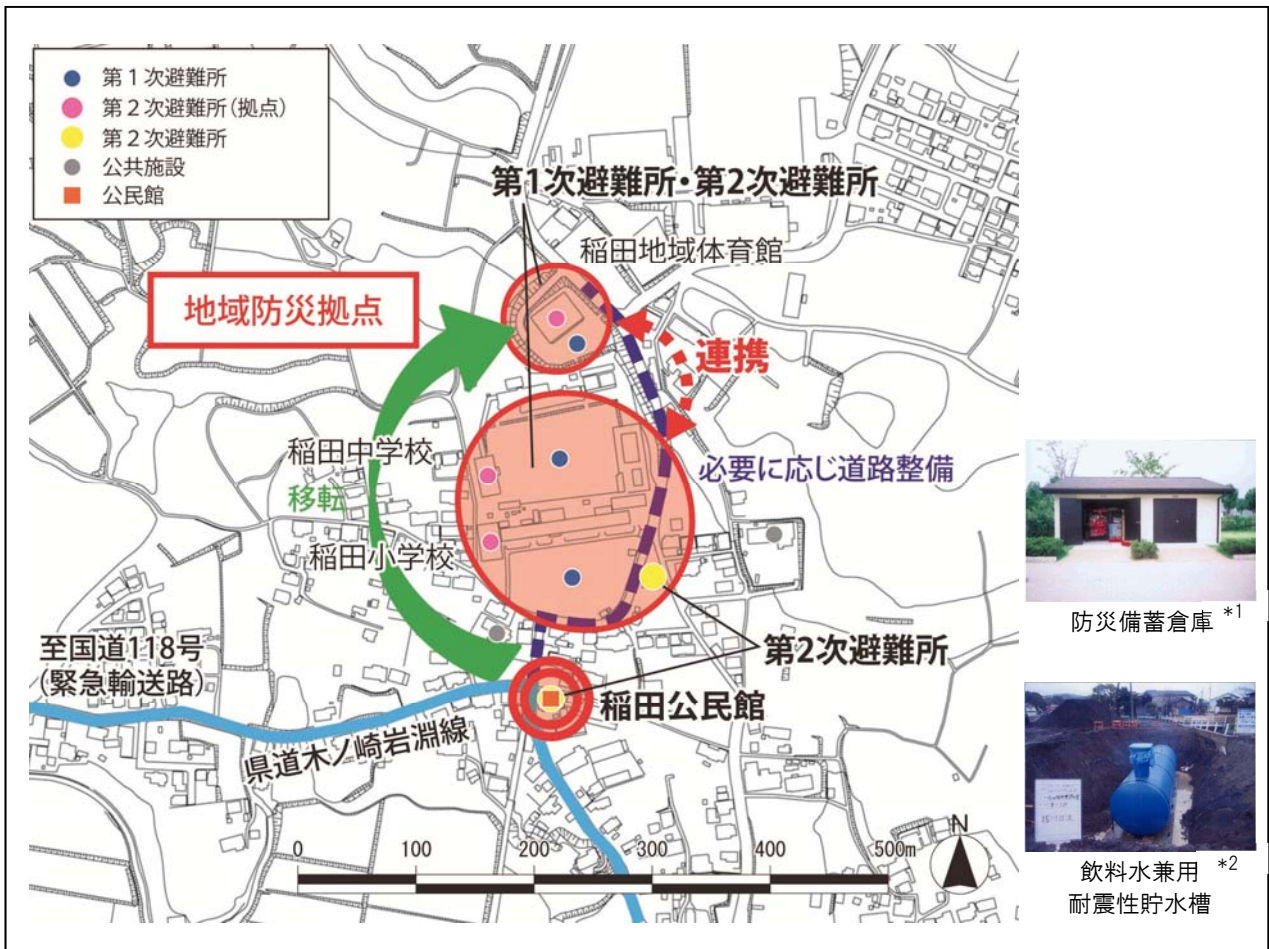 第1次避難所
第2次避難所(拠点)
第2次避難所
公共施設
公民館
第1次避難所・第2次避難所
稲田地域体育館
地域防災拠点
連携
稲田中学校
移転
必要に応じ道路整備
稲田小学校
至国道118号
(緊急輸送路)
第2次避難所
稲田公民館
県道木ノ崎岩淵線
0 100 200 300 400 500m
N
防災備蓄倉庫 *1
飲料水兼用 *2
耐震性貯水槽